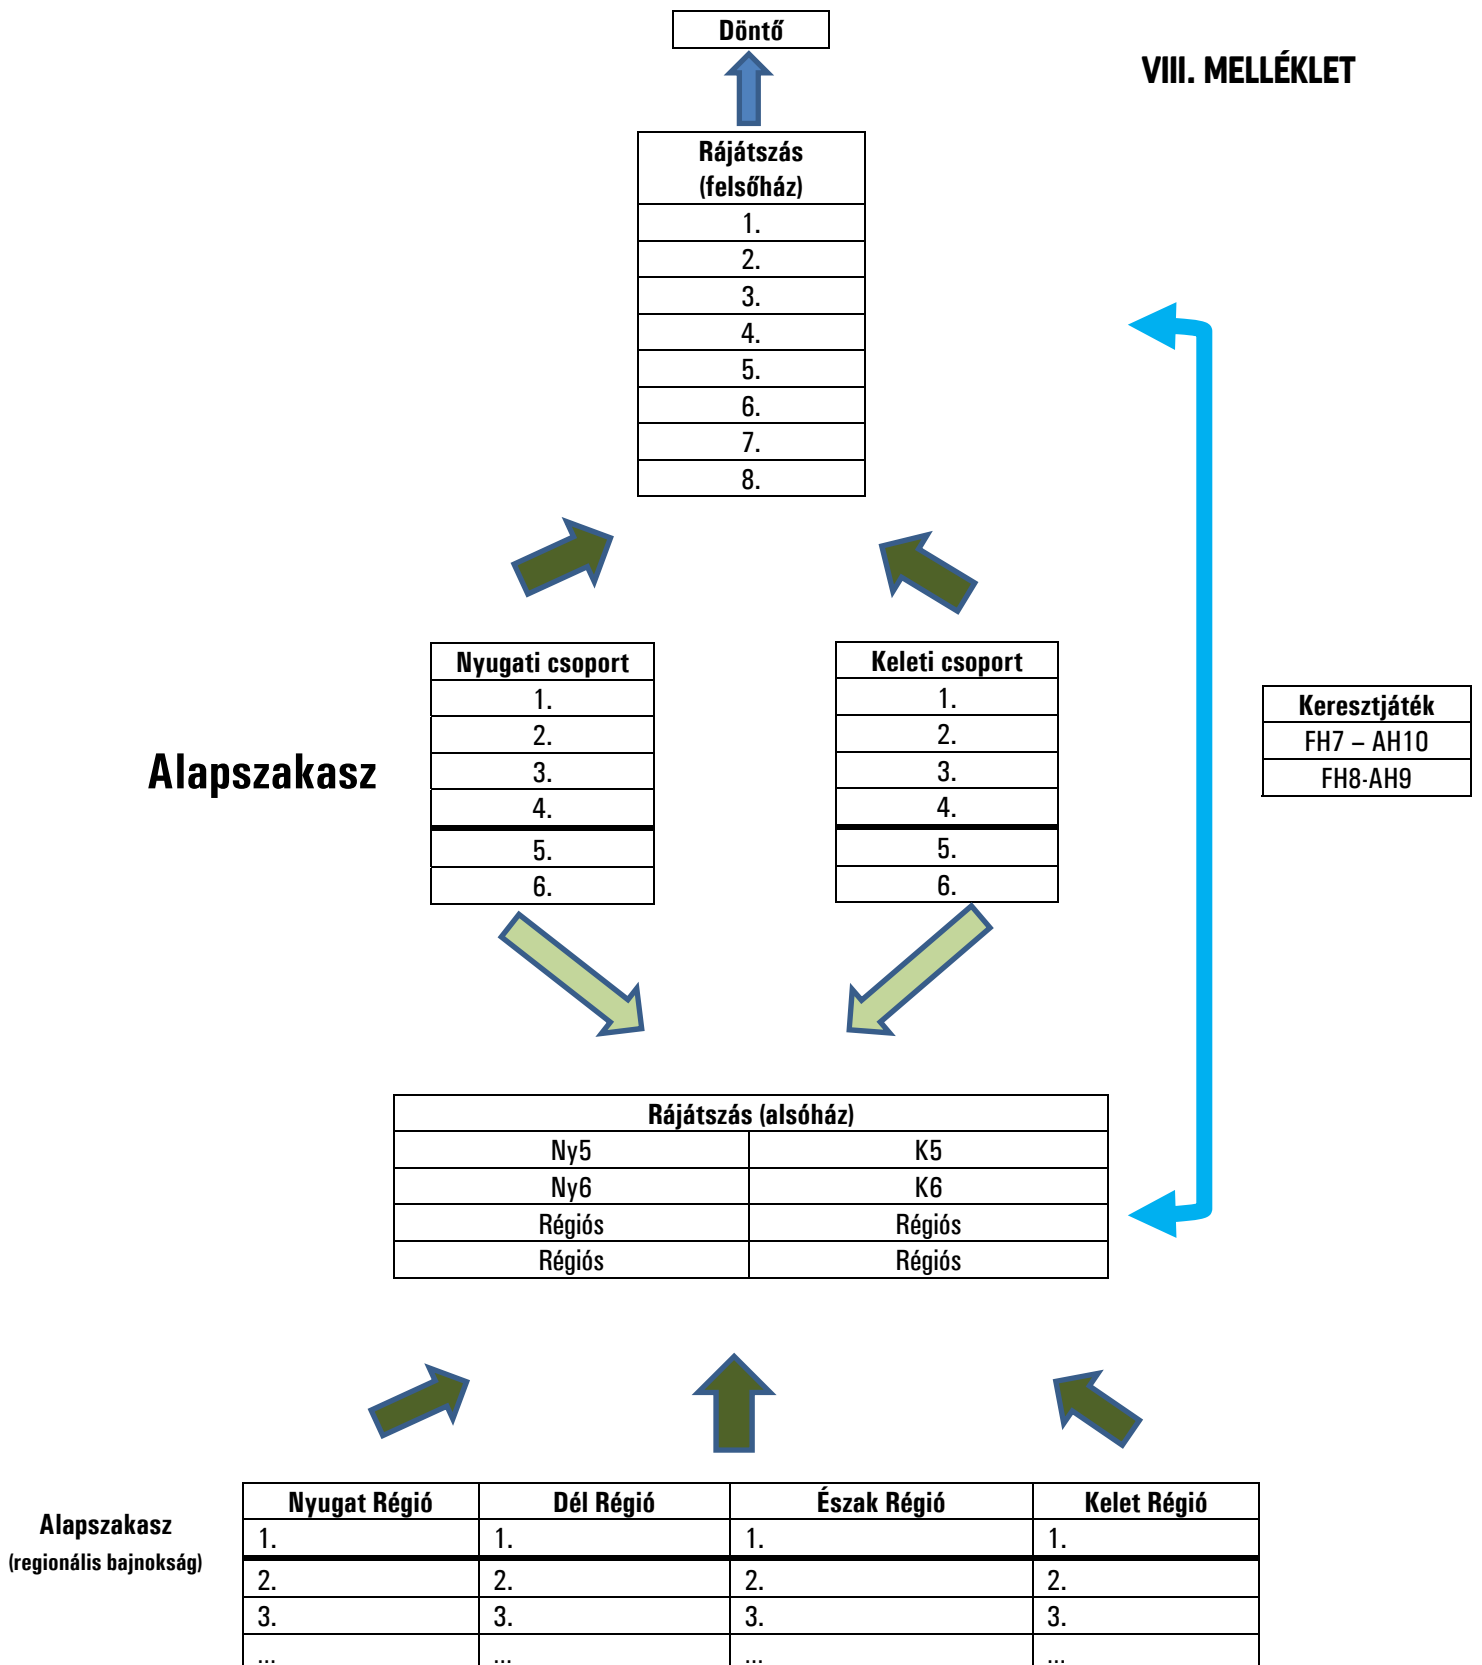 Döntő
VIII. MELLÉKLET
Rájátszás
(felsőház)
1.
2.
3.
4.
5.
6.
7.
8.
Nyugati csoport
1.
2.
3.
4.
5.
6.
Keleti csoport
1.
2.
3.
4.
5.
6.
Keresztjáték
FH7 – AH10
FH8-AH9
Alapszakasz
Rájátszás (alsóház)
Ny5 K5
Ny6 K6
Régiós Régiós
Régiós Régiós
Alapszakasz
(regionális bajnokság)
Nyugat Régió Dél Régió Észak Régió Kelet Régió
1. 1. 1. 1.
2. 2. 2. 2.
3. 3. 3. 3.
... ... ... ...